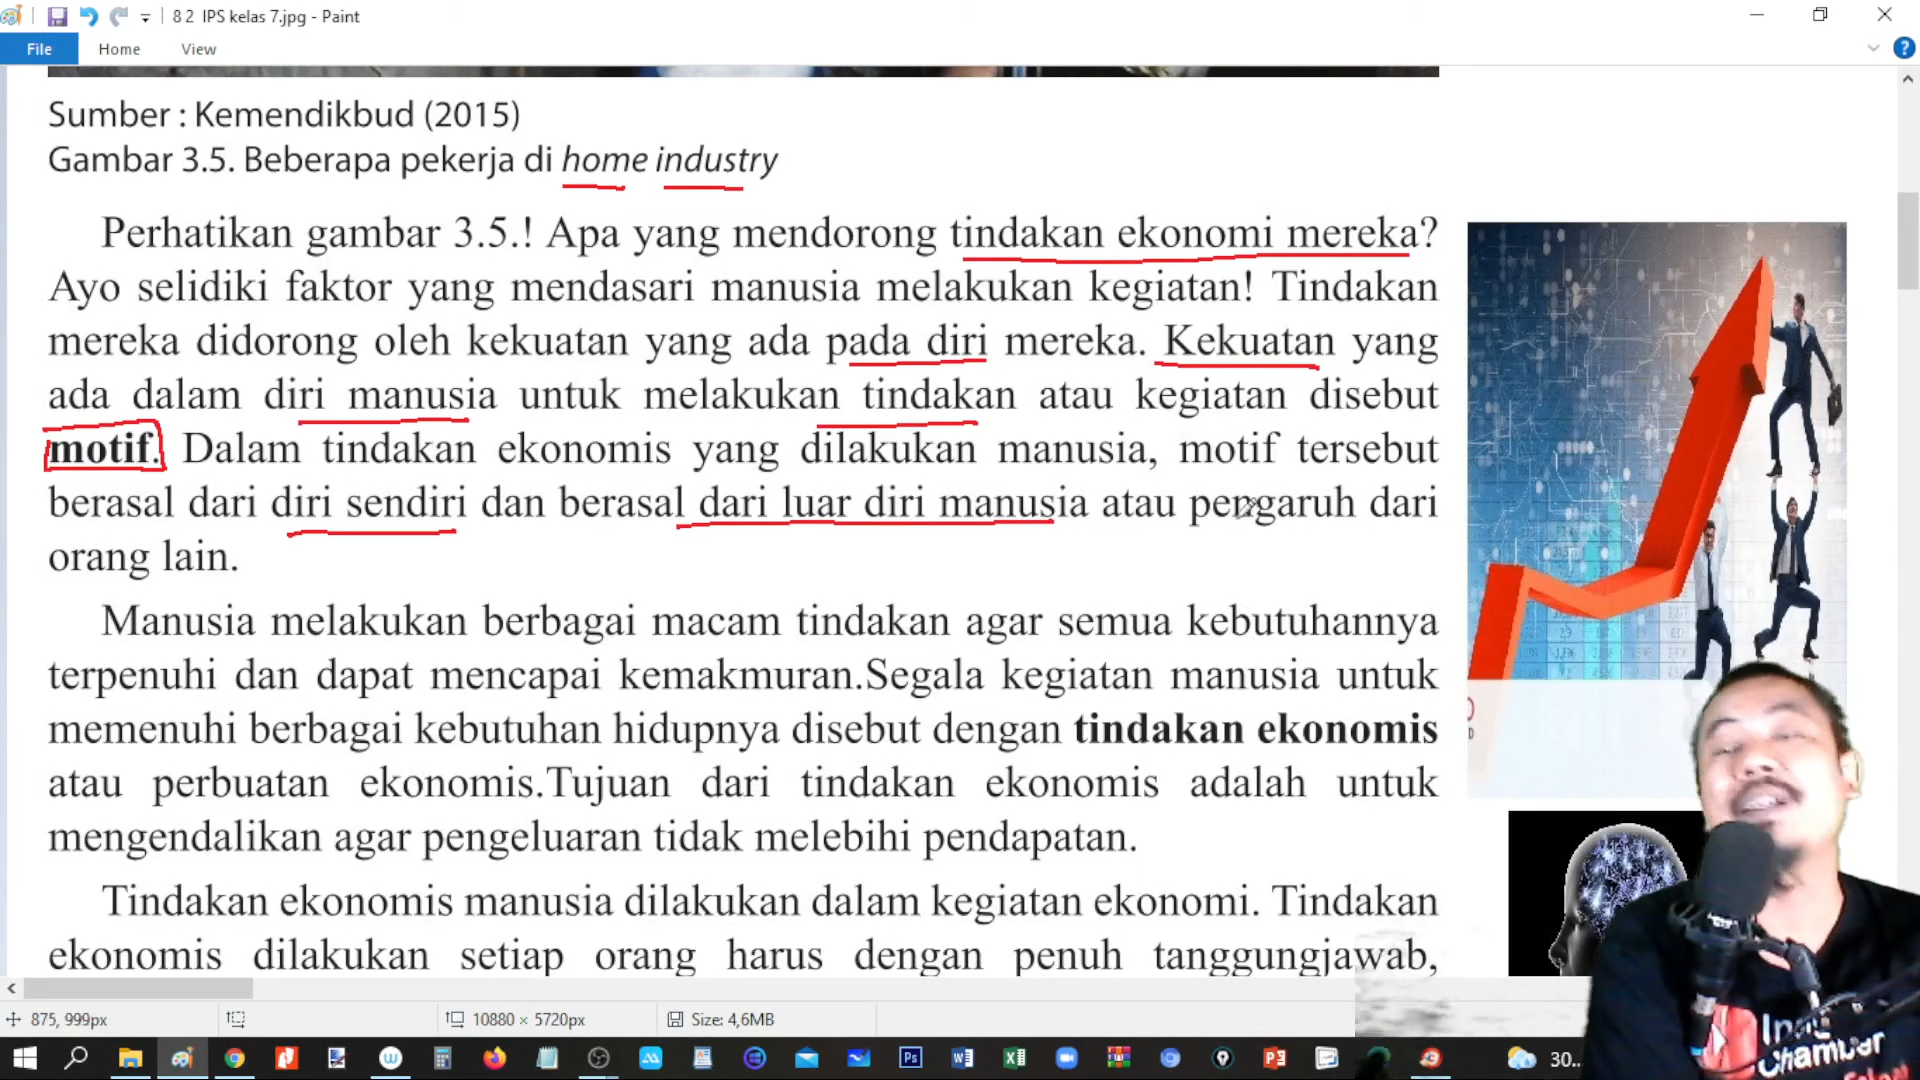 8 2 IPS kelas 7.jpg - Paint
File
Home
View
Sumber : Kemendikbud (2015)
Gambar 3.5. Beberapa pekerja di home industry
Perhatikan gambar 3.5.! Apa yang mendorong tindakan ekonomi mereka?
Ayo selidiki faktor yang mendasari manusia melakukan kegiatan! Tindakan
mereka didorong oleh kekuatan yang ada pada diri mereka. Kekuatan yang
ada dalam diri manusia untuk melakukan tindakan atau kegiatan disebut
motif. Dalam tindakan ekonomis yang dilakukan manusia, motif tersebut
berasal dari diri sendiri dan berasal dari luar diri manusia atau pengaruh dari
orang lain.
Manusia melakukan berbagai macam tindakan agar semua kebutuhannya
terpenuhi dan dapat mencapai kemakmuran.Segala kegiatan manusia untuk
memenuhi berbagai kebutuhan hidupnya disebut dengan tindakan ekonomis
atau perbuatan ekonomis.Tujuan dari tindakan ekonomis adalah untuk
mengendalikan agar pengeluaran tidak melebihi pendapatan.
Tindakan ekonomis manusia dilakukan dalam kegiatan ekonomi. Tindakan
ekonomis dilakukan setiap orang harus dengan penuh tanggungjawab,
875, 999px
10880 × 5720px
Size: 4,6MB
Chamber
30...